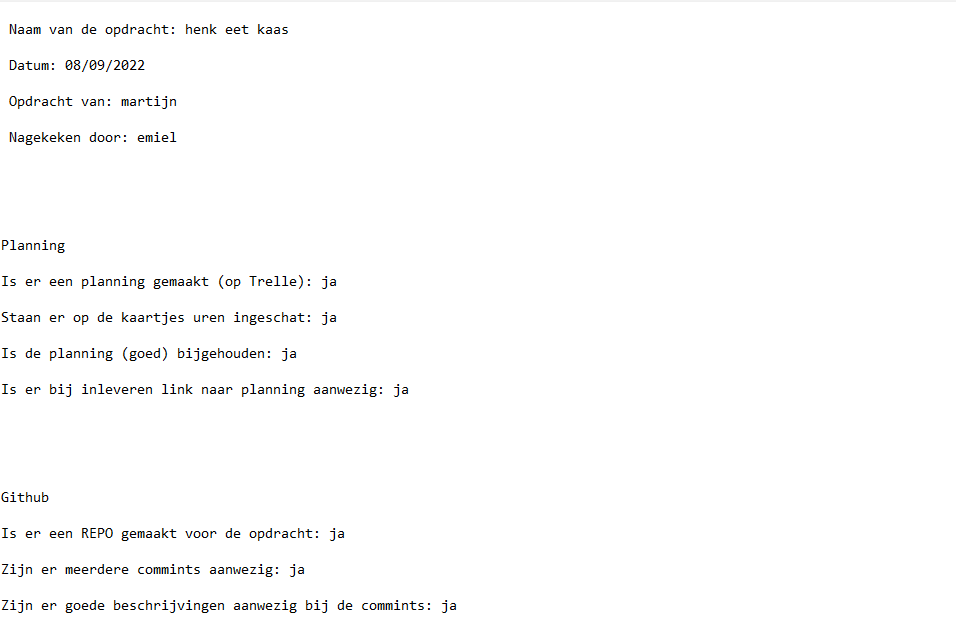 Naam van de opdracht: henk eet kaas
Datum: 08/09/2022
Opdracht van: martijn
Nagekeken door: emiel
Planning
Is er een planning gemaakt (op Trelle): ja
Staan er op de kaartjes uren ingeschat: ja
Is de planning (goed) bijgehouden: ja
Is er bij inleveren link naar planning aanwezig: ja
Github
Is er een REPO gemaakt voor de opdracht: ja
Zijn er meerdere commints aanwezig: ja
Zijn er goede beschrijvingen aanwezig bij de commints: ja